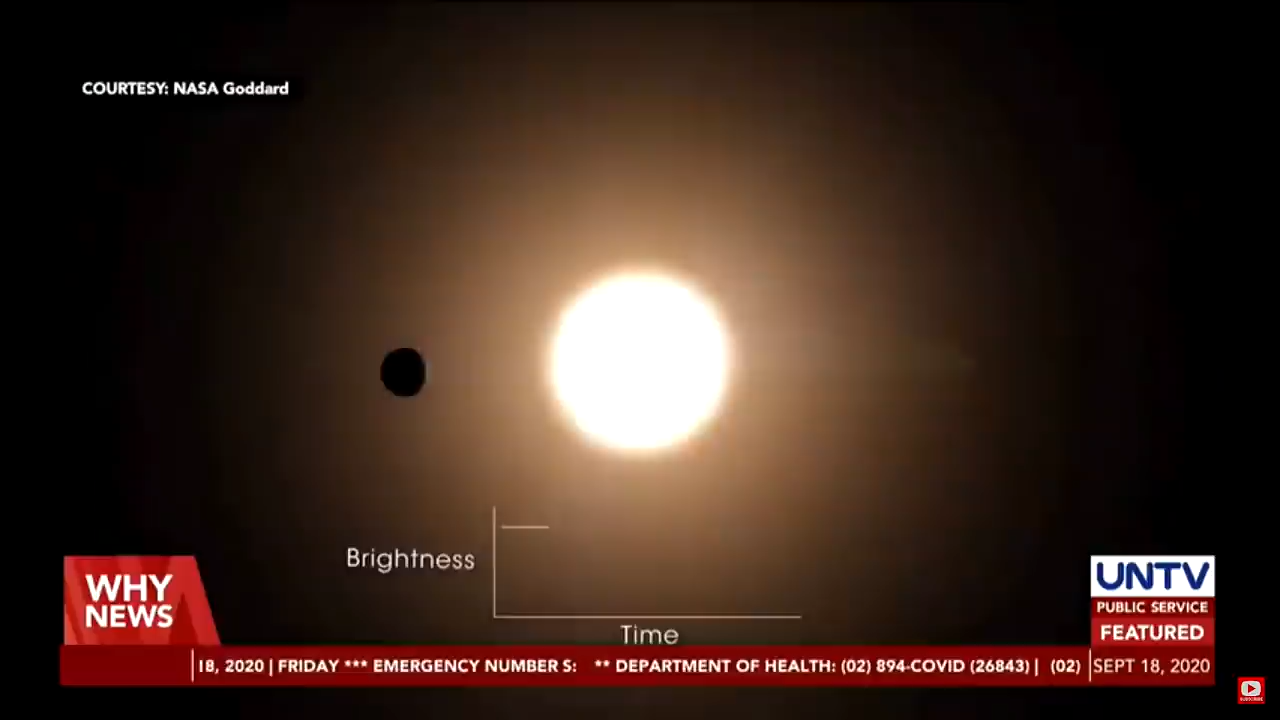 COURTESY: NASA Goddard
Brightness
Time
WHY
NEWS
UNTV
PUBLIC SERVICE
FEATURED
18, 2020 | FRIDAY *** EMERGENCY NUMBER S: ** DEPARTMENT OF HEALTH: (02) 894-COVID (26843) | (02)
SEPT 18, 2020
SUBSCRIBE